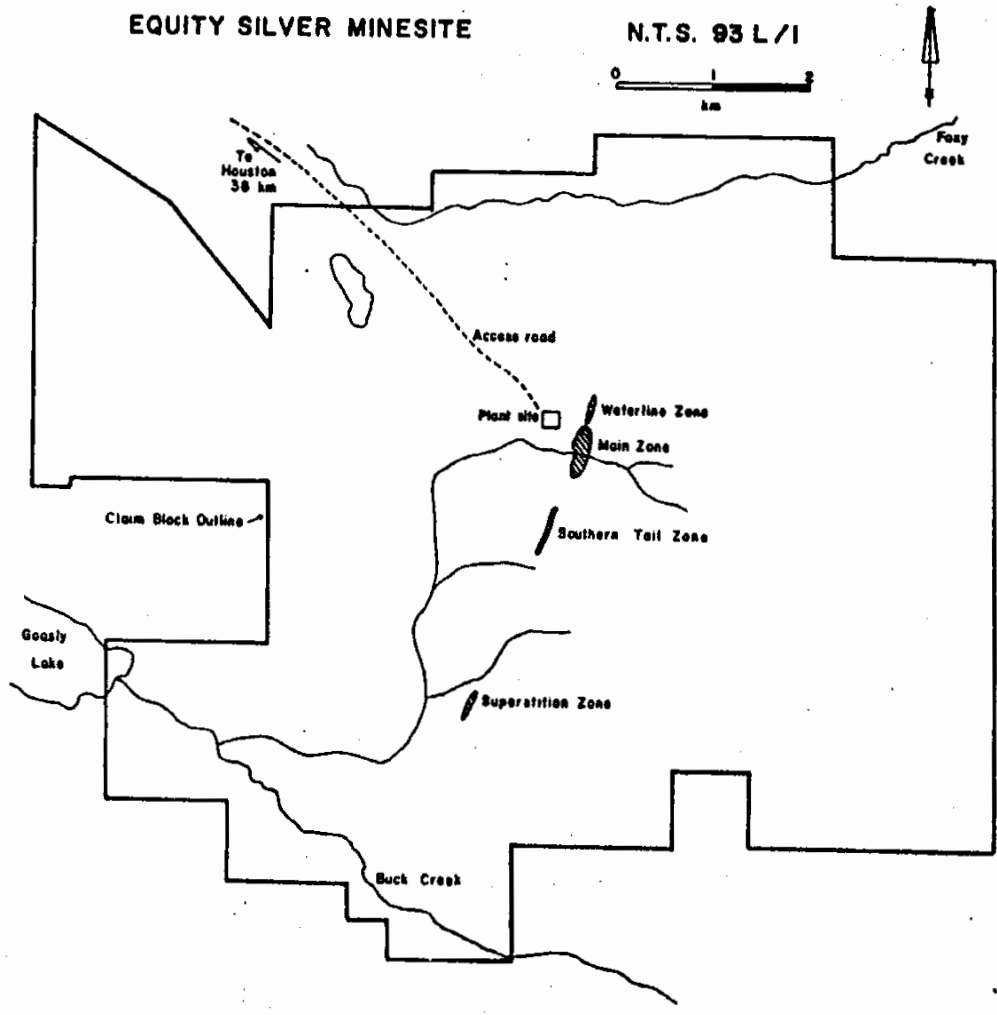 EQUITY SILVER MINESITE
N.T.S. 93 L/1
0 1 2
km
N
Foxy
Creek
To
Houston
38 km
Access road
Plant site
Waterline Zone
Main Zone
Claim Block Outline
Southern Tail Zone
Goosly
Lake
Superstition Zone
Buck Creek